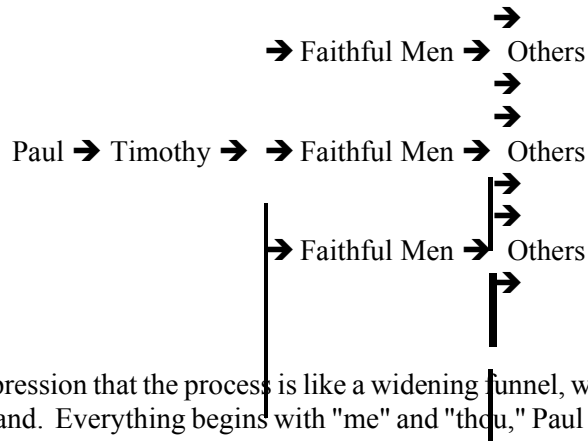 ➔
➔ Faithful Men ➔ Others
➔
➔
Paul ➔ Timothy ➔ ➔ Faithful Men ➔ Others
➔
➔
➔ Faithful Men ➔ Others
➔
that the process is like a widening funnel,
Everything begins with "me" and "thou," Paul